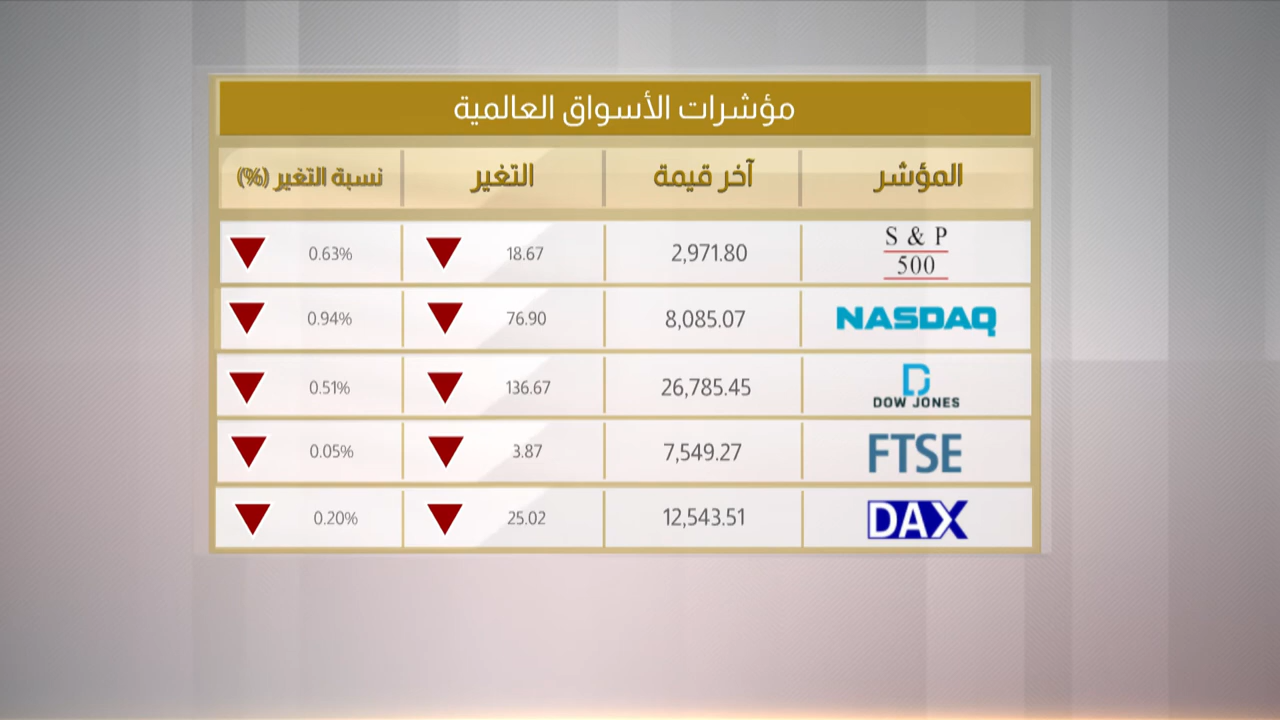 مؤشرات الأسواق العالمية
المؤشر آخر قيمة التغير نسبة التغير (%)
S & P 500 2,971.80 18.67 0.63%
NASDAQ 8,085.07 76.90 0.94%
DOW JONES 26,785.45 136.67 0.51%
FTSE 7,549.27 3.87 0.05%
DAX 12,543.51 25.02 0.20%